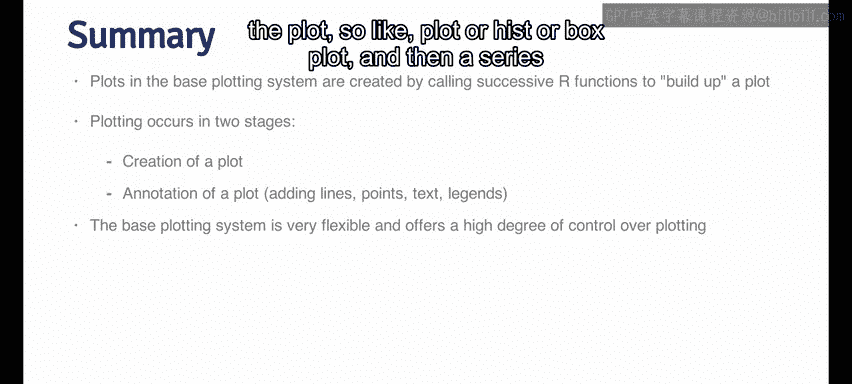 Summary
the plot, so like, plot or hist or box
plot, and then a series
· Plots in the base plotting system are created by calling successive R functions to "build up" a plot
· Plotting occurs in two stages:
- Creation of a plot
- Annotation of a plot (adding lines, points, text, legends)
· The base plotting system is very flexible and offers a high degree of control over plotting